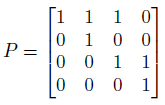 1 1 1 0
P = 0 1 0 0
0 0 1 1
0 0 0 1